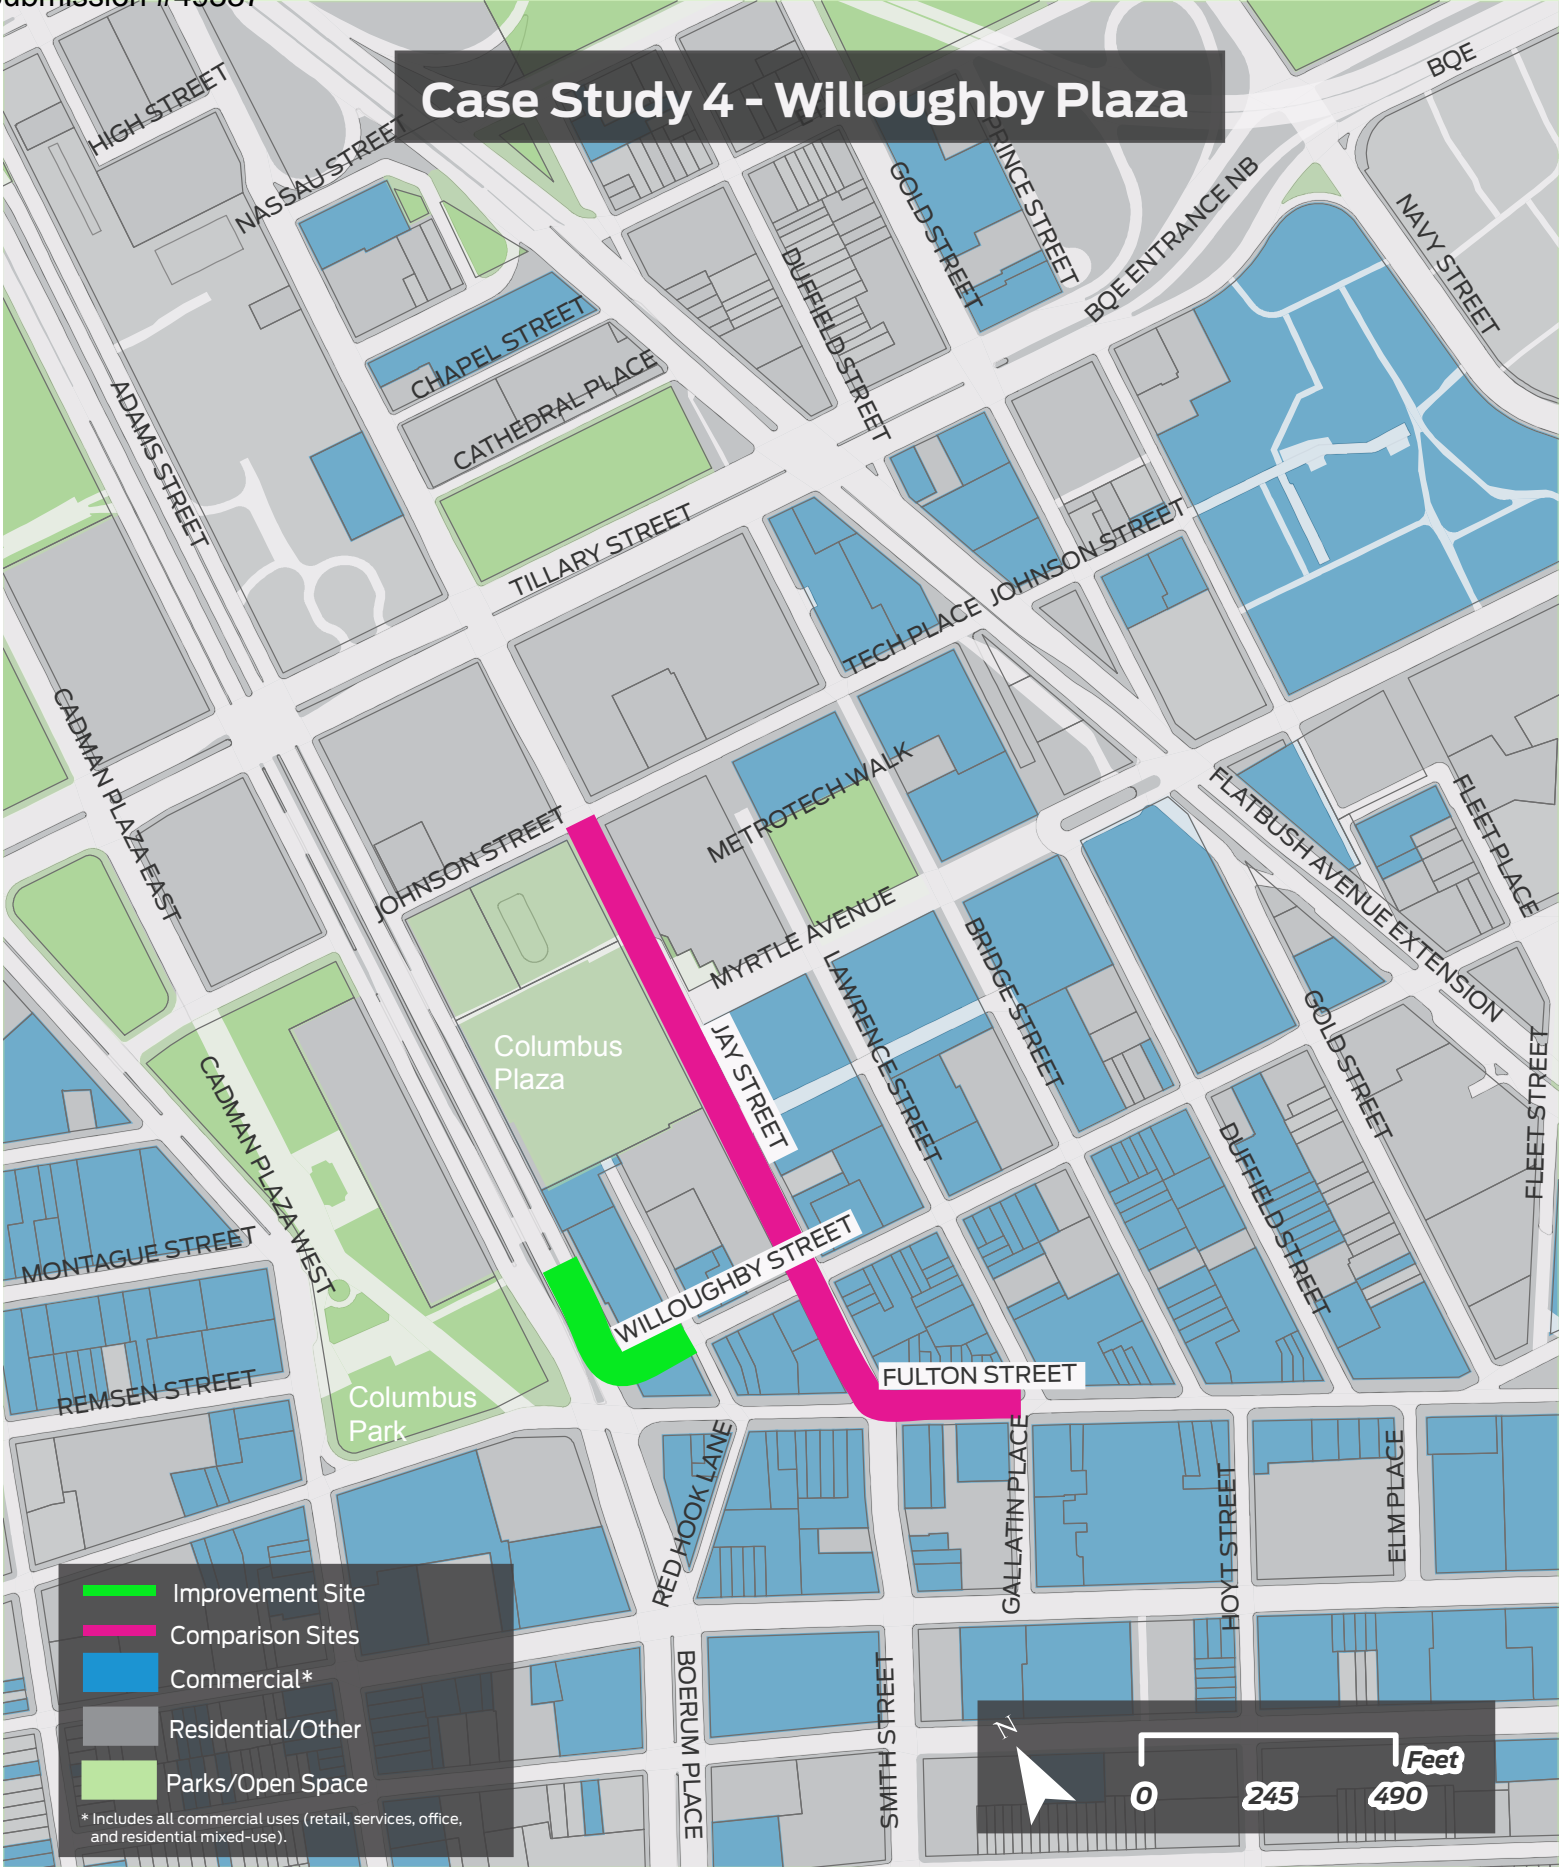 Case Study 4 - Willoughby Plaza
BQE
HIGH STREET
NASSAU STREET
PRINCE STREET
GOLD STREET
BQE ENTRANCE NB
NAVY STREET
DUFFIELD STREET
CHAPEL STREET
CATHEDRAL PLACE
ADAMS STREET
TILLARY STREET
JOHNSON STREET
TECH PLACE
CADMAN PLAZA EAST
METROTECH WALK
FLATBUSH AVENUE EXTENSION
FLEET PLACE
JOHNSON STREET
MYRTLE AVENUE
BRIDGE STREET
LAWRENCE STREET
GOLD STREET
Columbus
Plaza
JAY STREET
FLEET STREET
CADMAN PLAZA WEST
DUFFIELD STREET
MONTAGUE STREET
WILLOUGHBY STREET
REMSEN STREET
FULTON STREET
Columbus
Park
RED HOOK LANE
GALLATIN PLACE
HOYT STREET
ELM PLACE
BOERUM PLACE
SMITH STREET
Improvement Site
Comparison Sites
Commercial*
Residential/Other
Parks/Open Space
* Includes all commercial uses (retail, services, office,
and residential mixed-use).
N
Feet
0 245 490